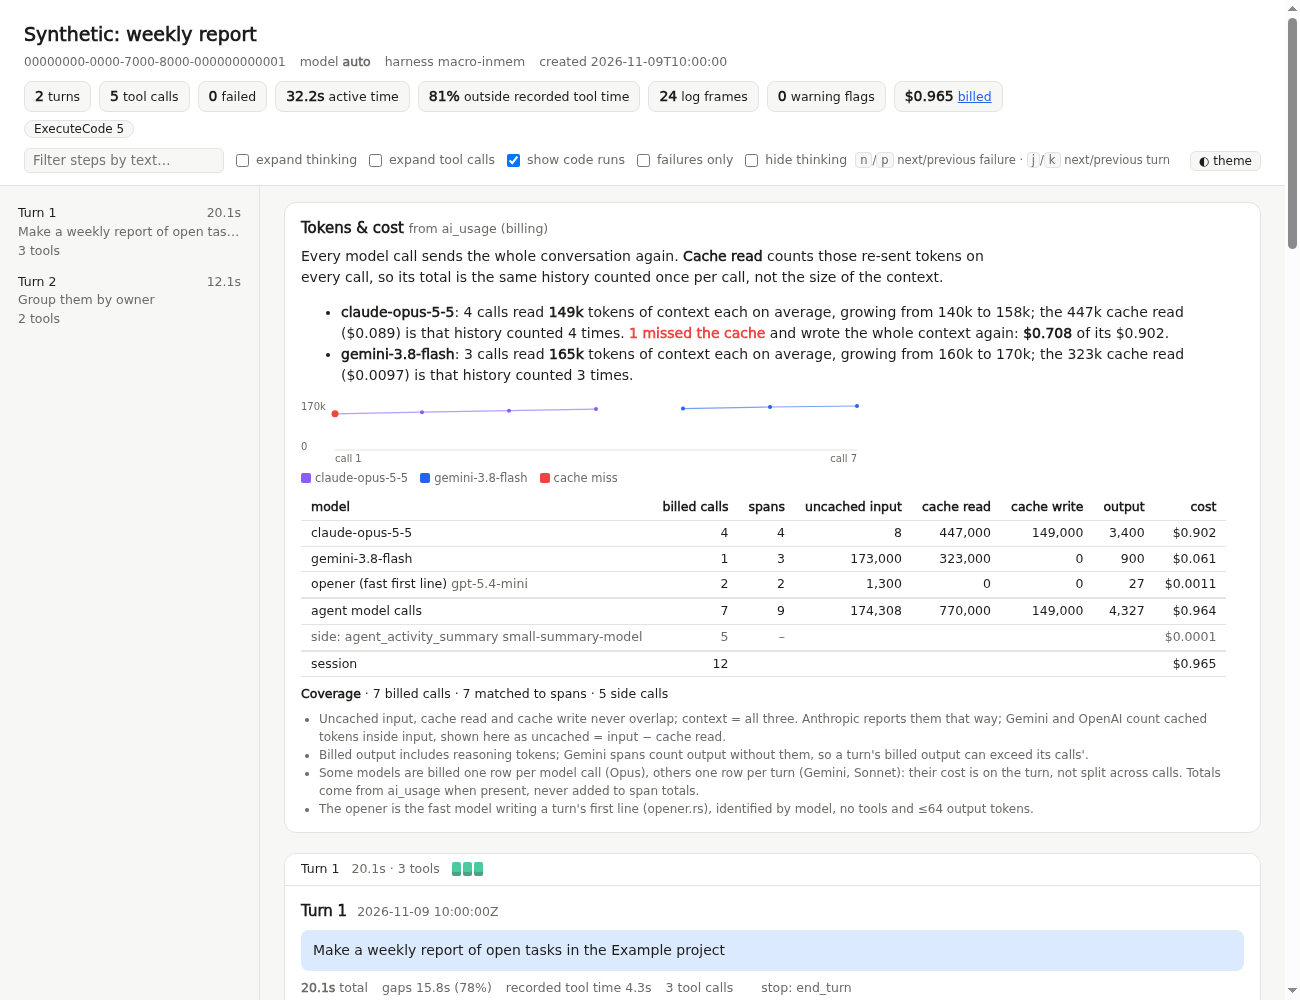 Synthetic: weekly report
00000000-0000-7000-8000-000000000001 model auto harness macro-inmem created 2026-11-09T10:00:00
2 turns 5 tool calls 0 failed 32.2s active time 81% outside recorded tool time 24 log frames 0 warning flags $0.965 billed
ExecuteCode 5
Filter steps by text... expand thinking expand tool calls show code runs failures only hide thinking n/p next/previous failure · j/k next/previous turn ◐ theme
Turn 1 20.1s
Make a weekly report of open tas...
3 tools
Turn 2 12.1s
Group them by owner
2 tools
Tokens & cost from ai_usage (billing)
Every model call sends the whole conversation again. Cache read counts those re-sent tokens on
every call, so its total is the same history counted once per call, not the size of the context.
• claude-opus-5-5: 4 calls read 149k tokens of context each on average, growing from 140k to 158k; the 447k cache read
($0.089) is that history counted 4 times. 1 missed the cache and wrote the whole context again: $0.708 of its $0.902.
• gemini-3.8-flash: 3 calls read 165k tokens of context each on average, growing from 160k to 170k; the 323k cache read
($0.0097) is that history counted 3 times.
170k
0
call 1 call 7
claude-opus-5-5 gemini-3.8-flash cache miss
model billed calls spans uncached input cache read cache write output cost
claude-opus-5-5 4 4 8 447,000 149,000 3,400 $0.902
gemini-3.8-flash 1 3 173,000 323,000 0 900 $0.061
opener (fast first line) gpt-5.4-mini 2 2 1,300 0 0 27 $0.0011
agent model calls 7 9 174,308 770,000 149,000 4,327 $0.964
side: agent_activity_summary small-summary-model 5 – $0.0001
session 12 $0.965
Coverage · 7 billed calls · 7 matched to spans · 5 side calls
• Uncached input, cache read and cache write never overlap; context = all three. Anthropic reports them that way; Gemini and OpenAI count cached
tokens inside input, shown here as uncached = input − cache read.
• Billed output includes reasoning tokens; Gemini spans count output without them, so a turn's billed output can exceed its calls'.
• Some models are billed one row per model call (Opus), others one row per turn (Gemini, Sonnet): their cost is on the turn, not split across calls. Totals
come from ai_usage when present, never added to span totals.
• The opener is the fast model writing a turn's first line (opener.rs), identified by model, no tools and ≤64 output tokens.
Turn 1 20.1s · 3 tools
Turn 1 2026-11-09 10:00:00Z
Make a weekly report of open tasks in the Example project
20.1s total gaps 15.8s (78%) recorded tool time 4.3s 3 tool calls stop: end_turn